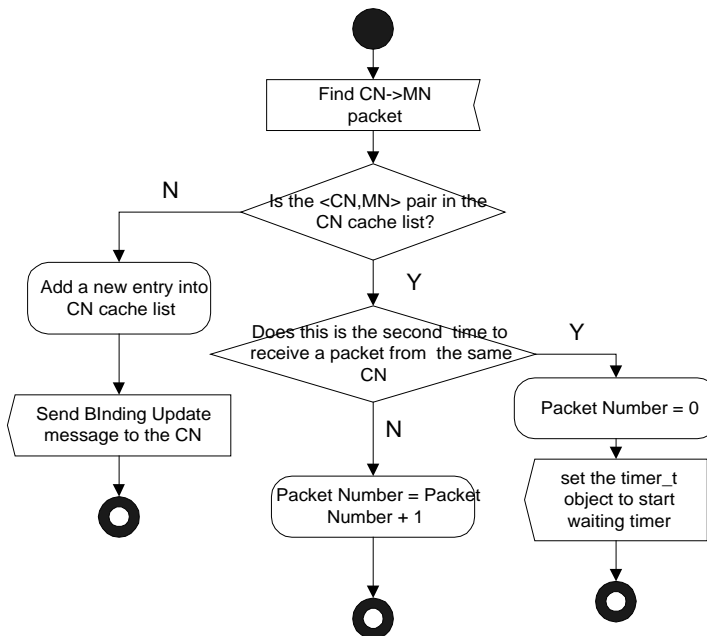 Find CN->MN
packet
N
Is the <CN,MN> pair in the
CN cache list?
Add a new entry into
CN cache list
Y
Does this is the second time to
receive a packet from the same
CN
Y
Send BInding Update
message to the CN
Packet Number = 0
N
Packet Number = Packet
Number + 1
set the timer_t
object to start
waiting timer